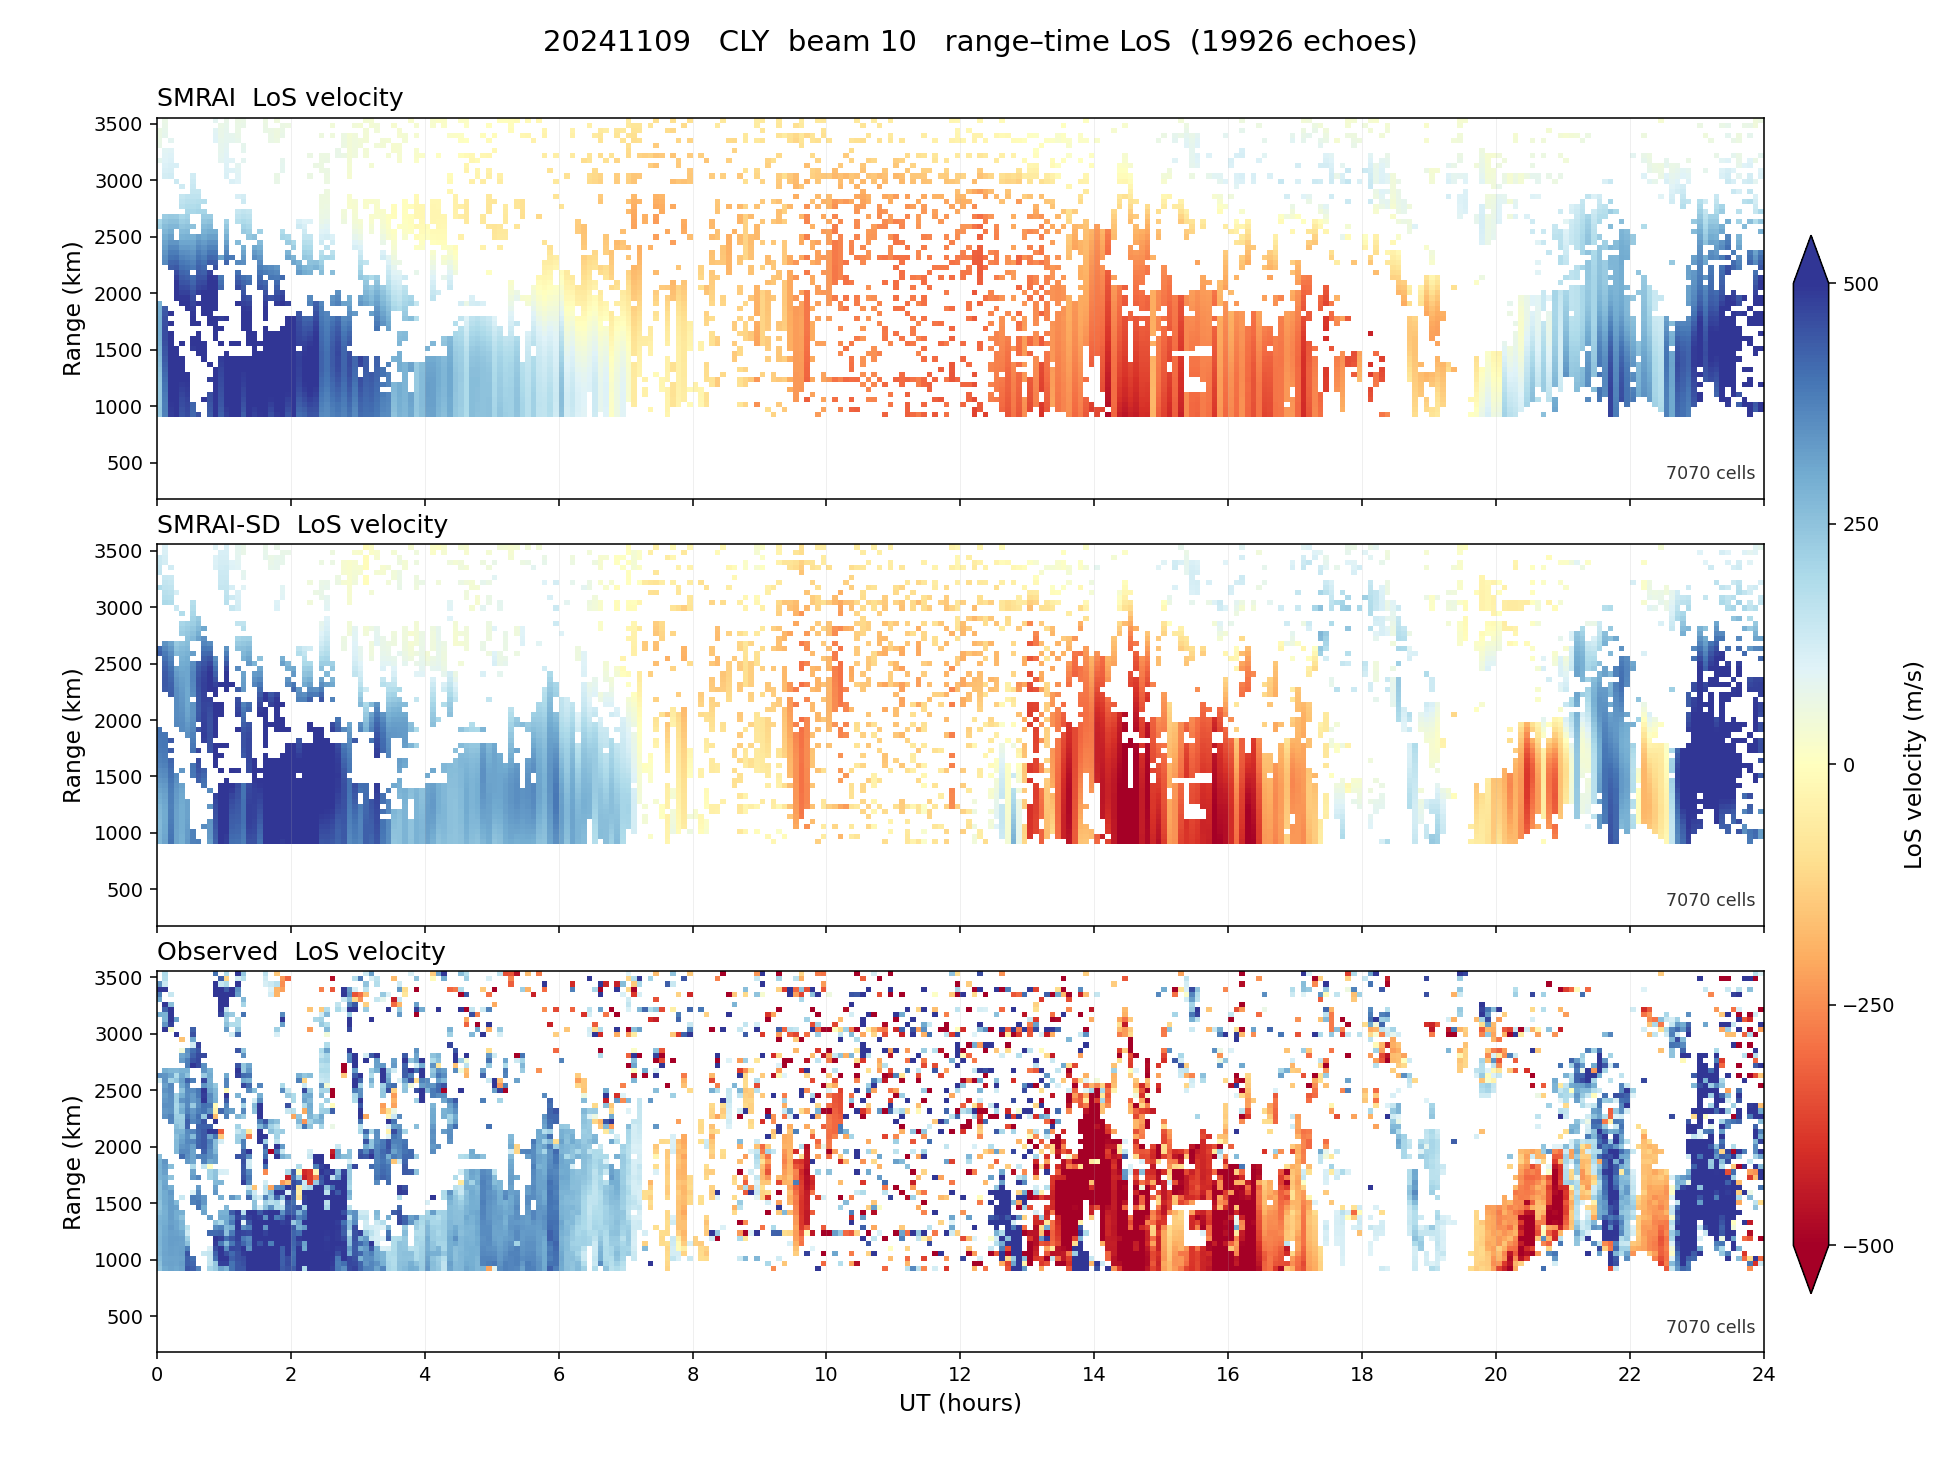 20241109   CLY  beam 10   range–time LoS  (19926 echoes)
SMRAI  LoS velocity
3500
3000
2500
2000
1500
1000
500
Range (km)
7070 cells
SMRAI-SD  LoS velocity
3500
3000
2500
2000
1500
1000
500
Range (km)
7070 cells
Observed  LoS velocity
3500
3000
2500
2000
1500
1000
500
Range (km)
7070 cells
0 2 4 6 8 10 12 14 16 18 20 22 24
UT (hours)
500
250
0
−250
−500
LoS velocity (m/s)